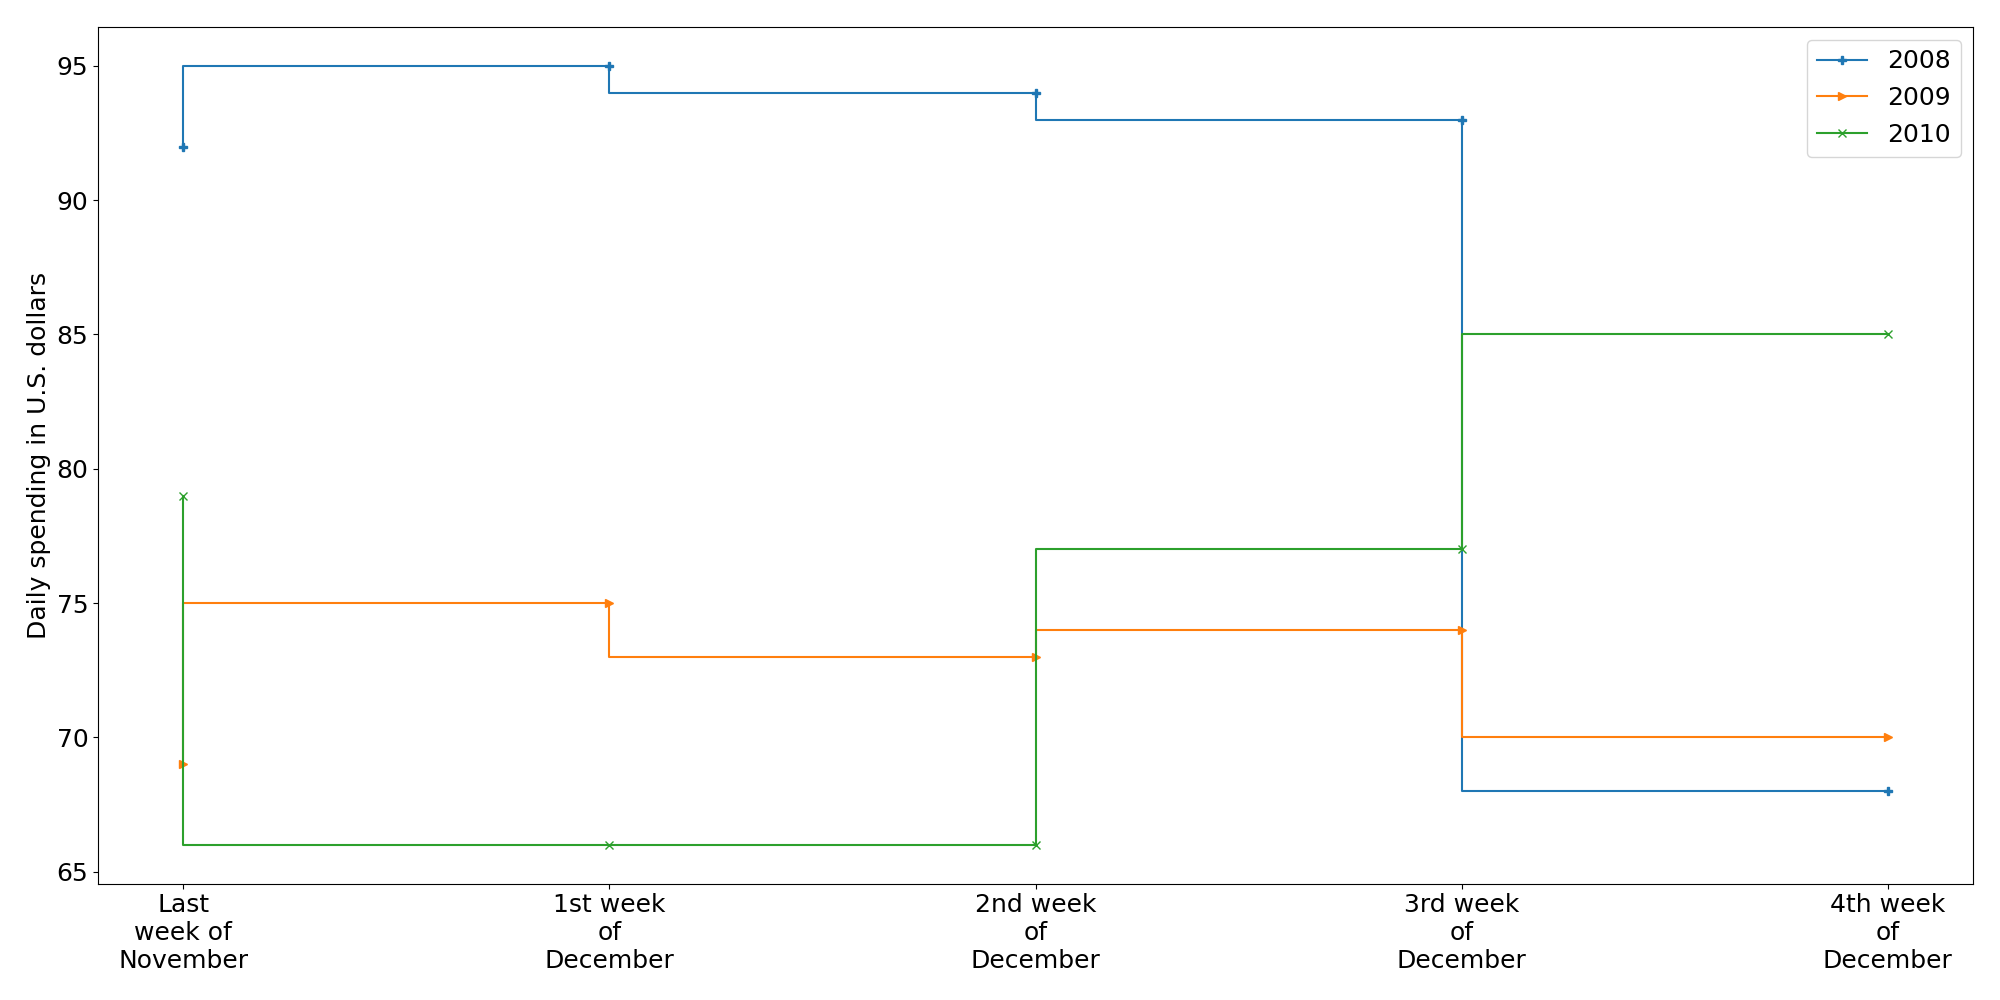 2008
2009
2010
Daily spending in U.S. dollars
95
90
85
80
75
70
65
Last
week of
November
1st week
of
December
2nd week
of
December
3rd week
of
December
4th week
of
December